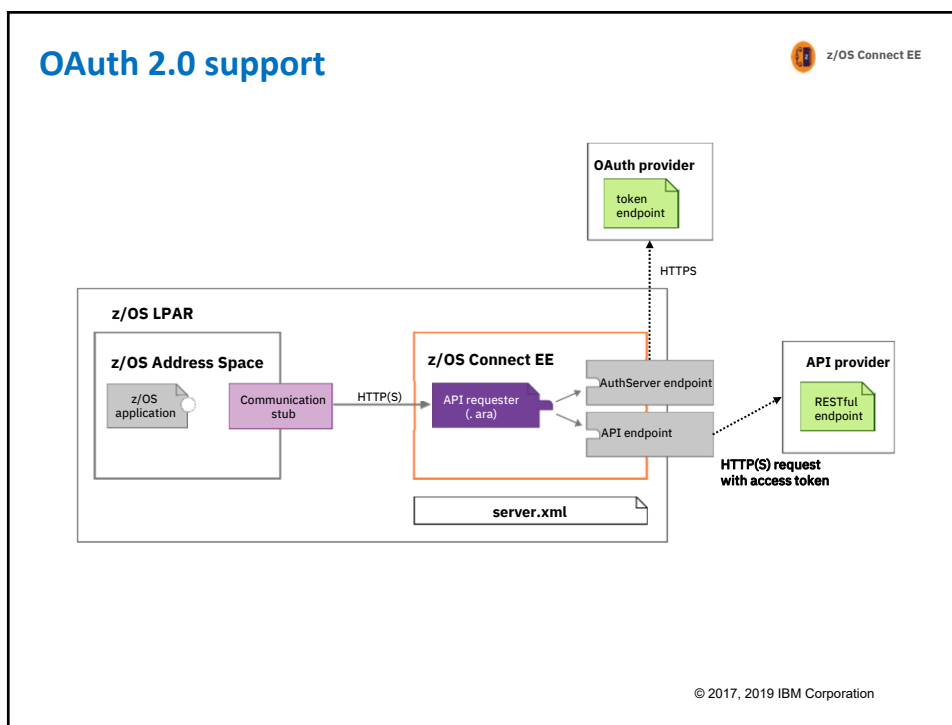 OAuth 2.0 support
z/OS Connect EE
OAuth provider
token
endpoint
HTTPS
z/OS LPAR
z/OS Address Space
z/OS
application
Communication
stub
HTTP(S)
z/OS Connect EE
API requester
(. ara)
AuthServer endpoint
API endpoint
API provider
RESTful
endpoint
HTTP(S) request
with access token
server.xml
© 2017, 2019 IBM Corporation